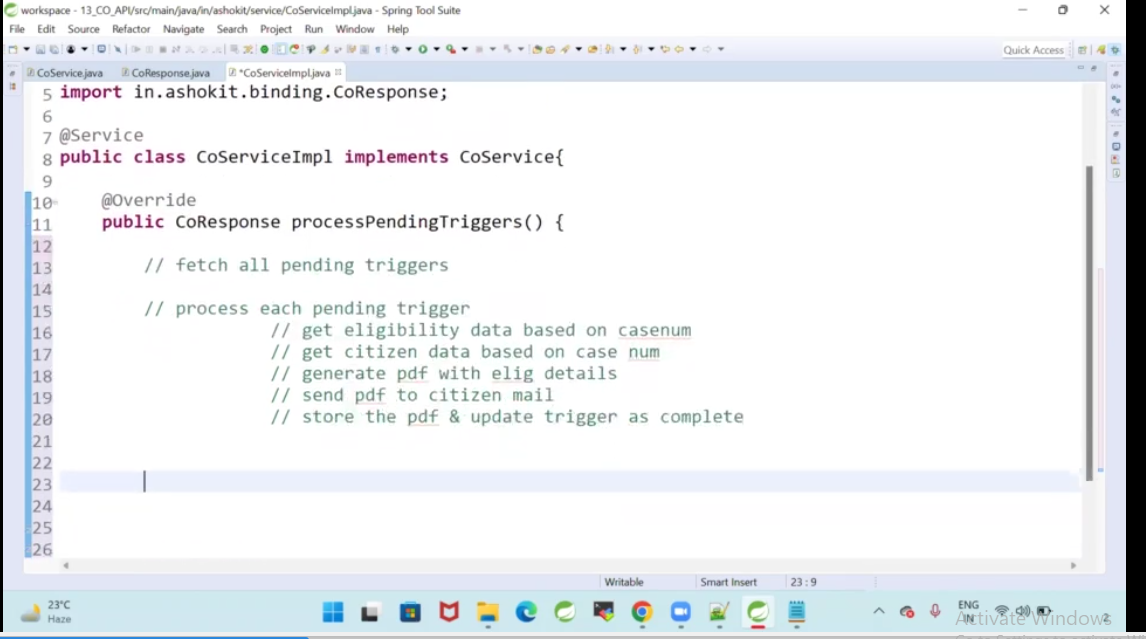 workspace - 13_CO_API/src/main/java/in/ashokit/service/CoServiceImpl.java - Spring Tool Suite
File Edit Source Refactor Navigate Search Project Run Window Help
Quick Access
CoService.java CoResponse.java *CoServiceImpl.java
5 import in.ashokit.binding.CoResponse;
6
7 @Service
8 public class CoServiceImpl implements CoService{
9
10 @Override
11 public CoResponse processPendingTriggers() {
12
13 // fetch all pending triggers
14
15 // process each pending trigger
16 // get eligibility data based on casenum
17 // get citizen data based on case num
18 // generate pdf with elig details
19 // send pdf to citizen mail
20 // store the pdf & update trigger as complete
21
22
23
24
25
26
Writable Smart Insert 23 : 9
23°C
Haze
ENG
IN
Activate Windows
2